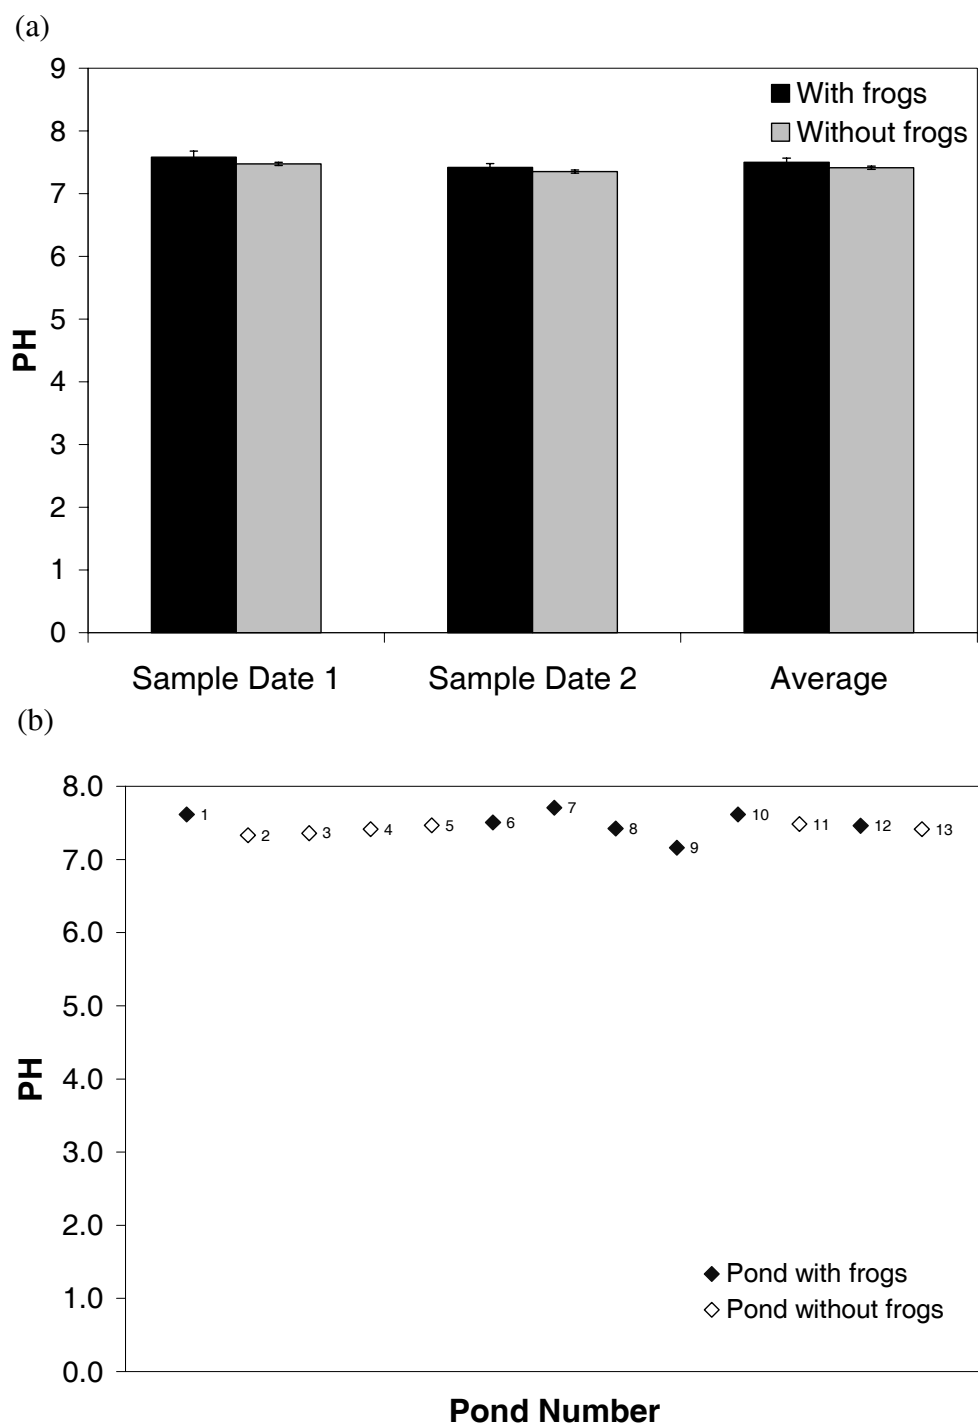 (a)
9
8
7
6
5
4
3
2
1
0
PH
With frogs
Without frogs
Sample Date 1 Sample Date 2 Average
(b)
8.0
7.0
6.0
5.0
4.0
3.0
2.0
1.0
0.0
PH
1 2 3 4 5 6 7 8 9 10 11 12 13
Pond with frogs
Pond without frogs
Pond Number